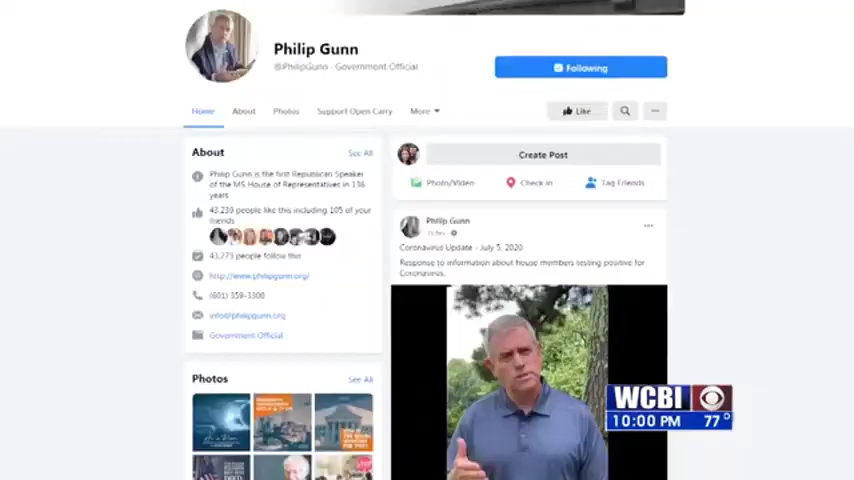 Philip Gunn
@PhilipGunn · Government Official
Following
Home
About
Photos
Support Open Carry
More
Like
About
See All
Philip Gunn is the first Republican Speaker
of the MS House of Representatives in 136
years
43,239 people like this including 105 of your
friends
43,273 people follow this
http://www.philipgunn.org/
(601) 359-3300
info@philipgunn.org
Government Official
Photos
See All
Create Post
Photo/Video
Check in
Tag Friends
Philip Gunn
Coronavirus Update - July 5, 2020
Response to information about house members testing positive for
Coronavirus.
WCBI
10:00 PM 77°